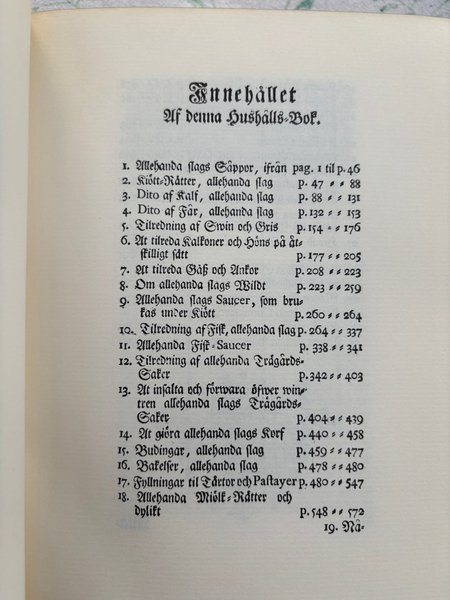 Innehållet
Af denna Hushålls-Bok.
1. Allehanda slags Såppor, ifrån pag. 1 til p. 46
2. Kiött-Rätter, allehanda slag p. 47 - - 88
3. Dito af Kalf, allehanda slag p. 88 - - 131
4. Dito af Får, allehanda slag p. 132 - - 153
5. Tilredning af Swin och Gris p. 154 - - 176
6. At tilreda Kalkoner och Höns på åt-
skilligt sätt p. 177 - - 205
7. At tilreda Gäß och Ankor p. 208 - - 223
8. Om allehanda slags Wildt p. 223 - - 259
9. Allehanda slags Saucer, som bru-
kas under Kiött p. 260 - - 264
10. Tilredning af Fisk, allehanda slag p. 264 - - 337
11. Allehanda Fisk-Saucer p. 338 - - 341
12. Tilredning af allehanda Trägårds-
Saker p. 342 - - 403
13. At insalta och förwara öfwer win-
tren allehanda slags Trägårds-
Saker p. 404 - - 439
14. At giöra allehanda slags Korf p. 440 - - 458
15. Budingar, allehanda slag p. 459 - - 477
16. Bakelser, allehanda slag p. 478 - - 480
17. Fyllningar til Tårtor och Pastayer p. 480 - - 547
18. Allehanda Miölk-Rätter och
dylikt p. 548 - - 572
19. Nå-